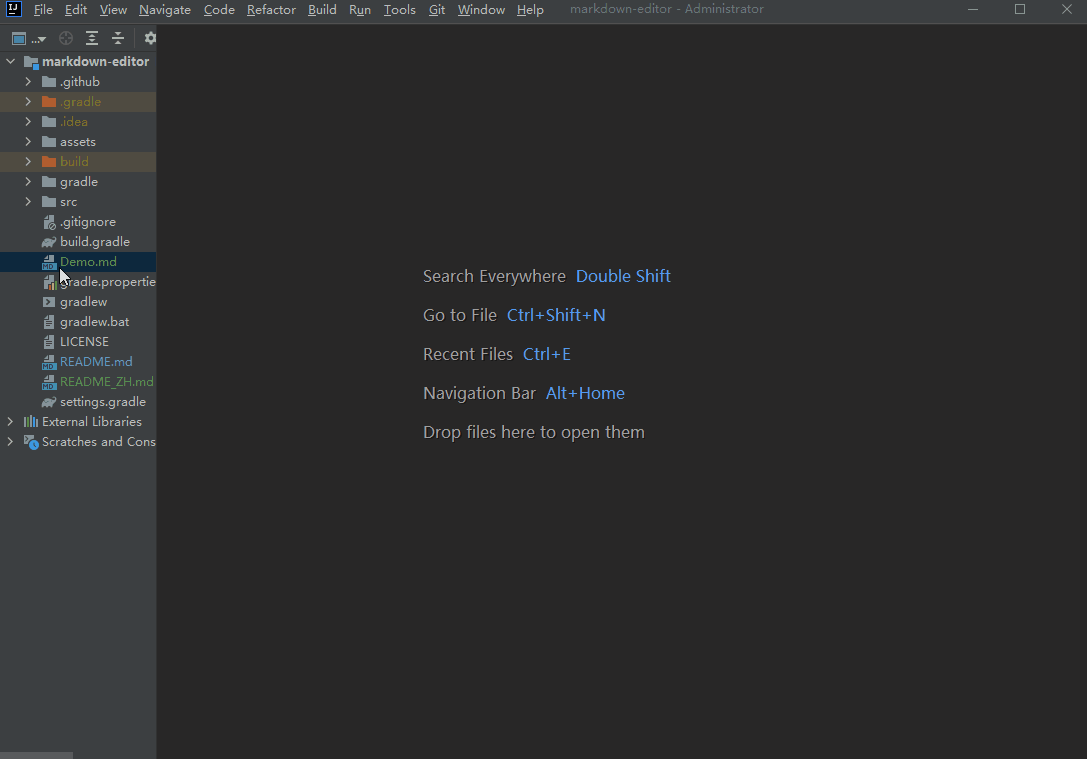 IJ File Edit View Navigate Code Refactor Build Run Tools Git Window Help markdown-editor - Administrator
...
markdown-editor
.github
.gradle
.idea
assets
build
gradle
src
.gitignore
build.gradle
Demo.md
gradle.propertie
gradlew
gradlew.bat
LICENSE
README.md
README_ZH.md
settings.gradle
External Libraries
Scratches and Cons
Search Everywhere Double Shift
Go to File Ctrl+Shift+N
Recent Files Ctrl+E
Navigation Bar Alt+Home
Drop files here to open them